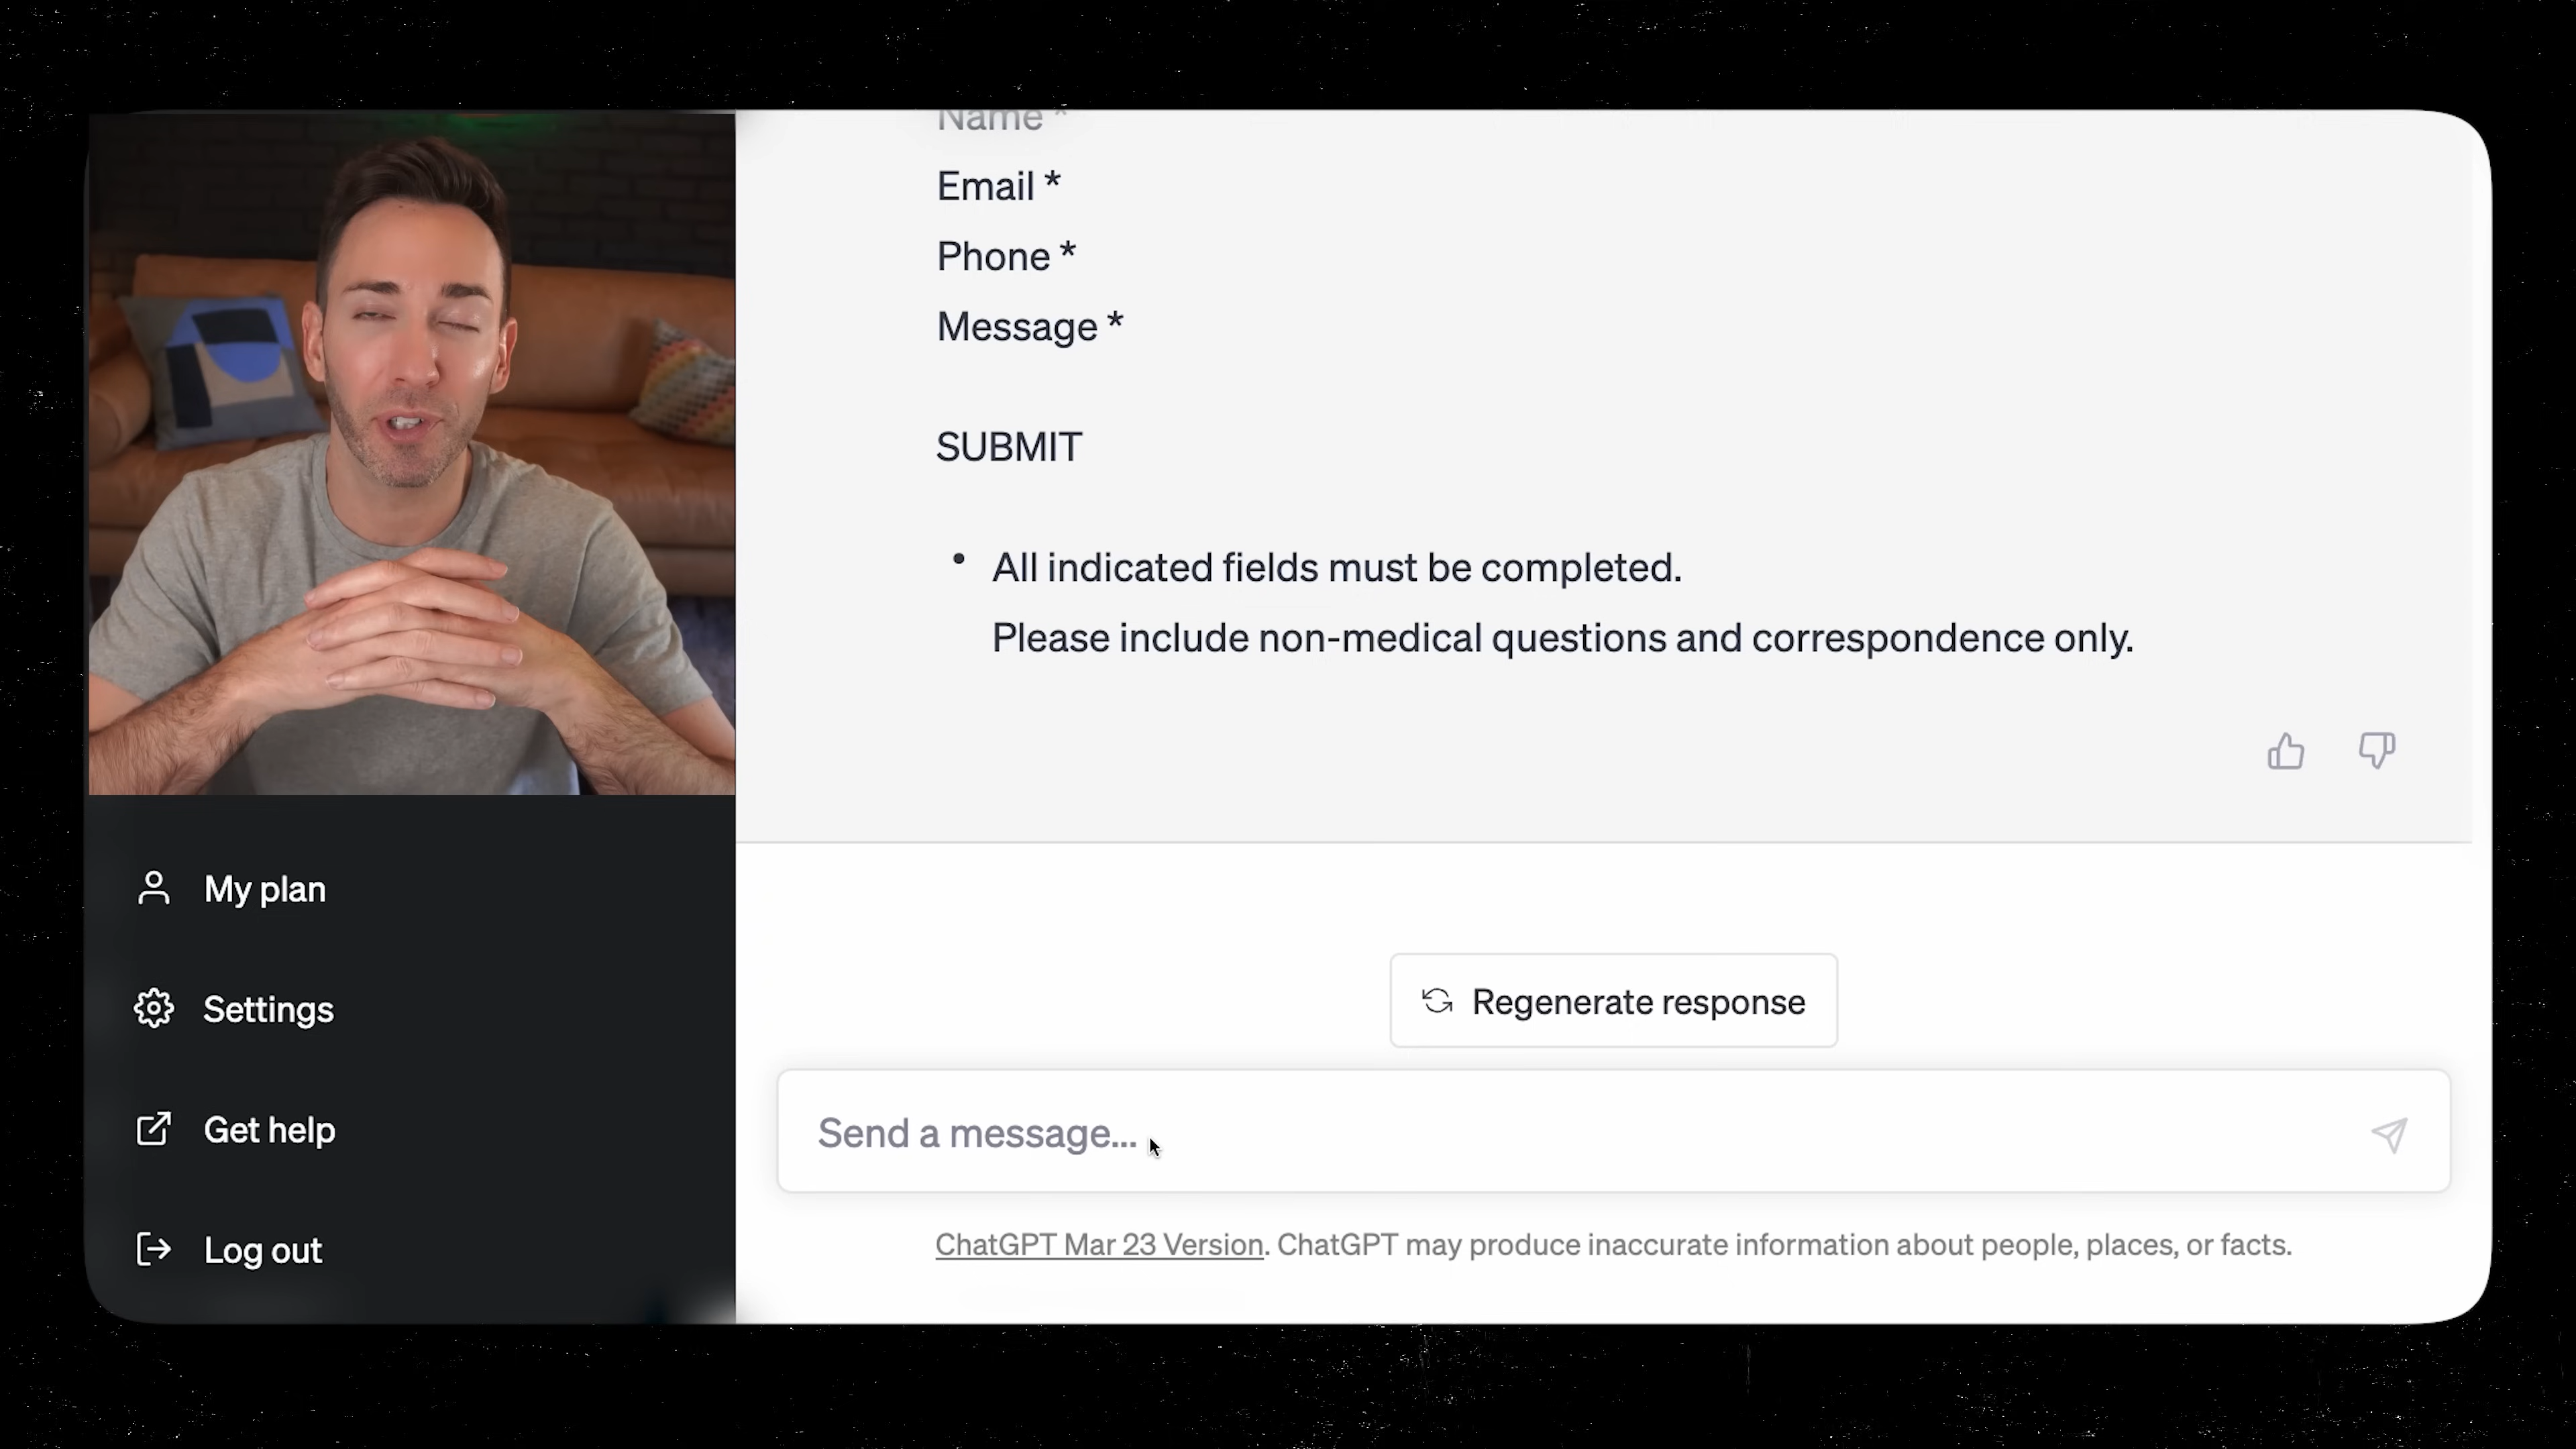 Name *
Email *
Phone *
Message *
SUBMIT
• All indicated fields must be completed.
Please include non-medical questions and correspondence only.
My plan
Settings
Get help
Log out
Regenerate response
Send a message...
ChatGPT Mar 23 Version. ChatGPT may produce inaccurate information about people, places, or facts.